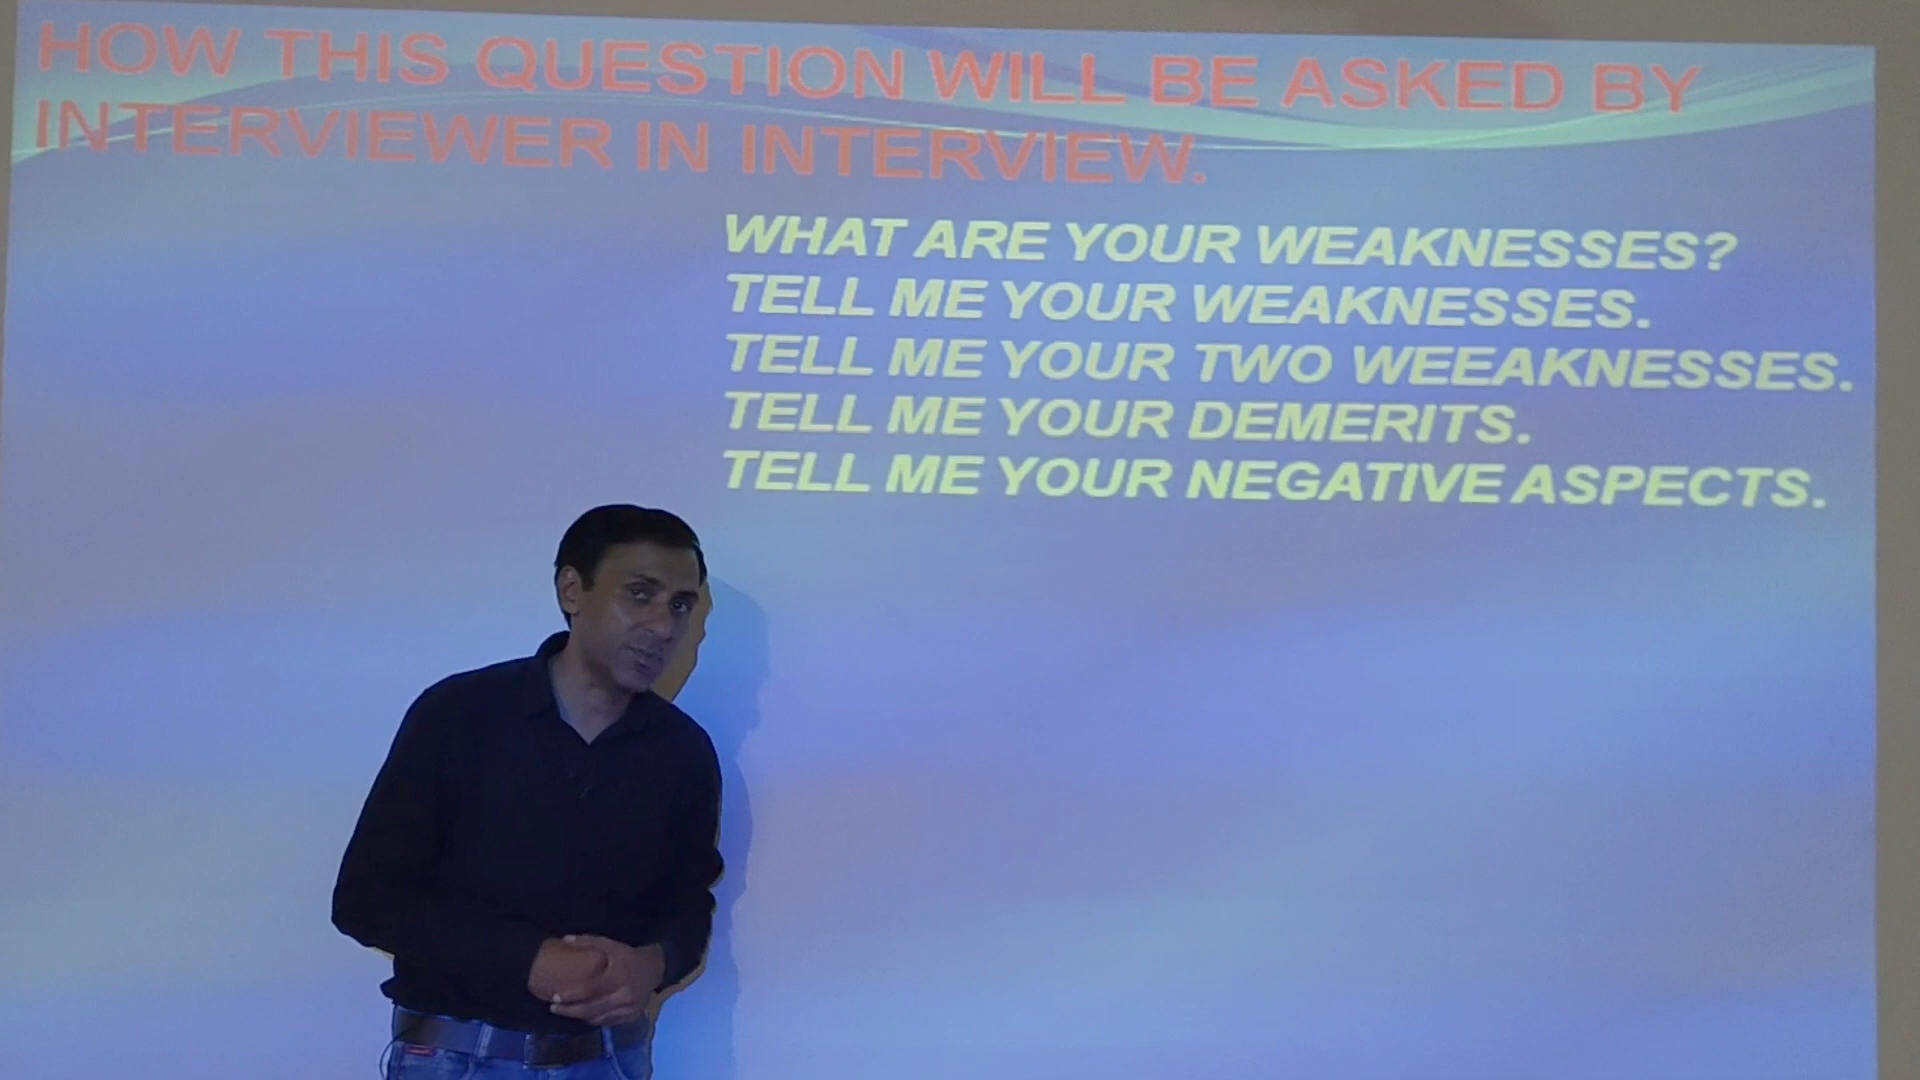 HOW THIS QUESTION WILL BE ASKED BY
INTERVIEWER IN INTERVIEW.
WHAT ARE YOUR WEAKNESSES?
TELL ME YOUR WEAKNESSES.
TELL ME YOUR TWO WEEAKNESSES.
TELL ME YOUR DEMERITS.
TELL ME YOUR NEGATIVE ASPECTS.